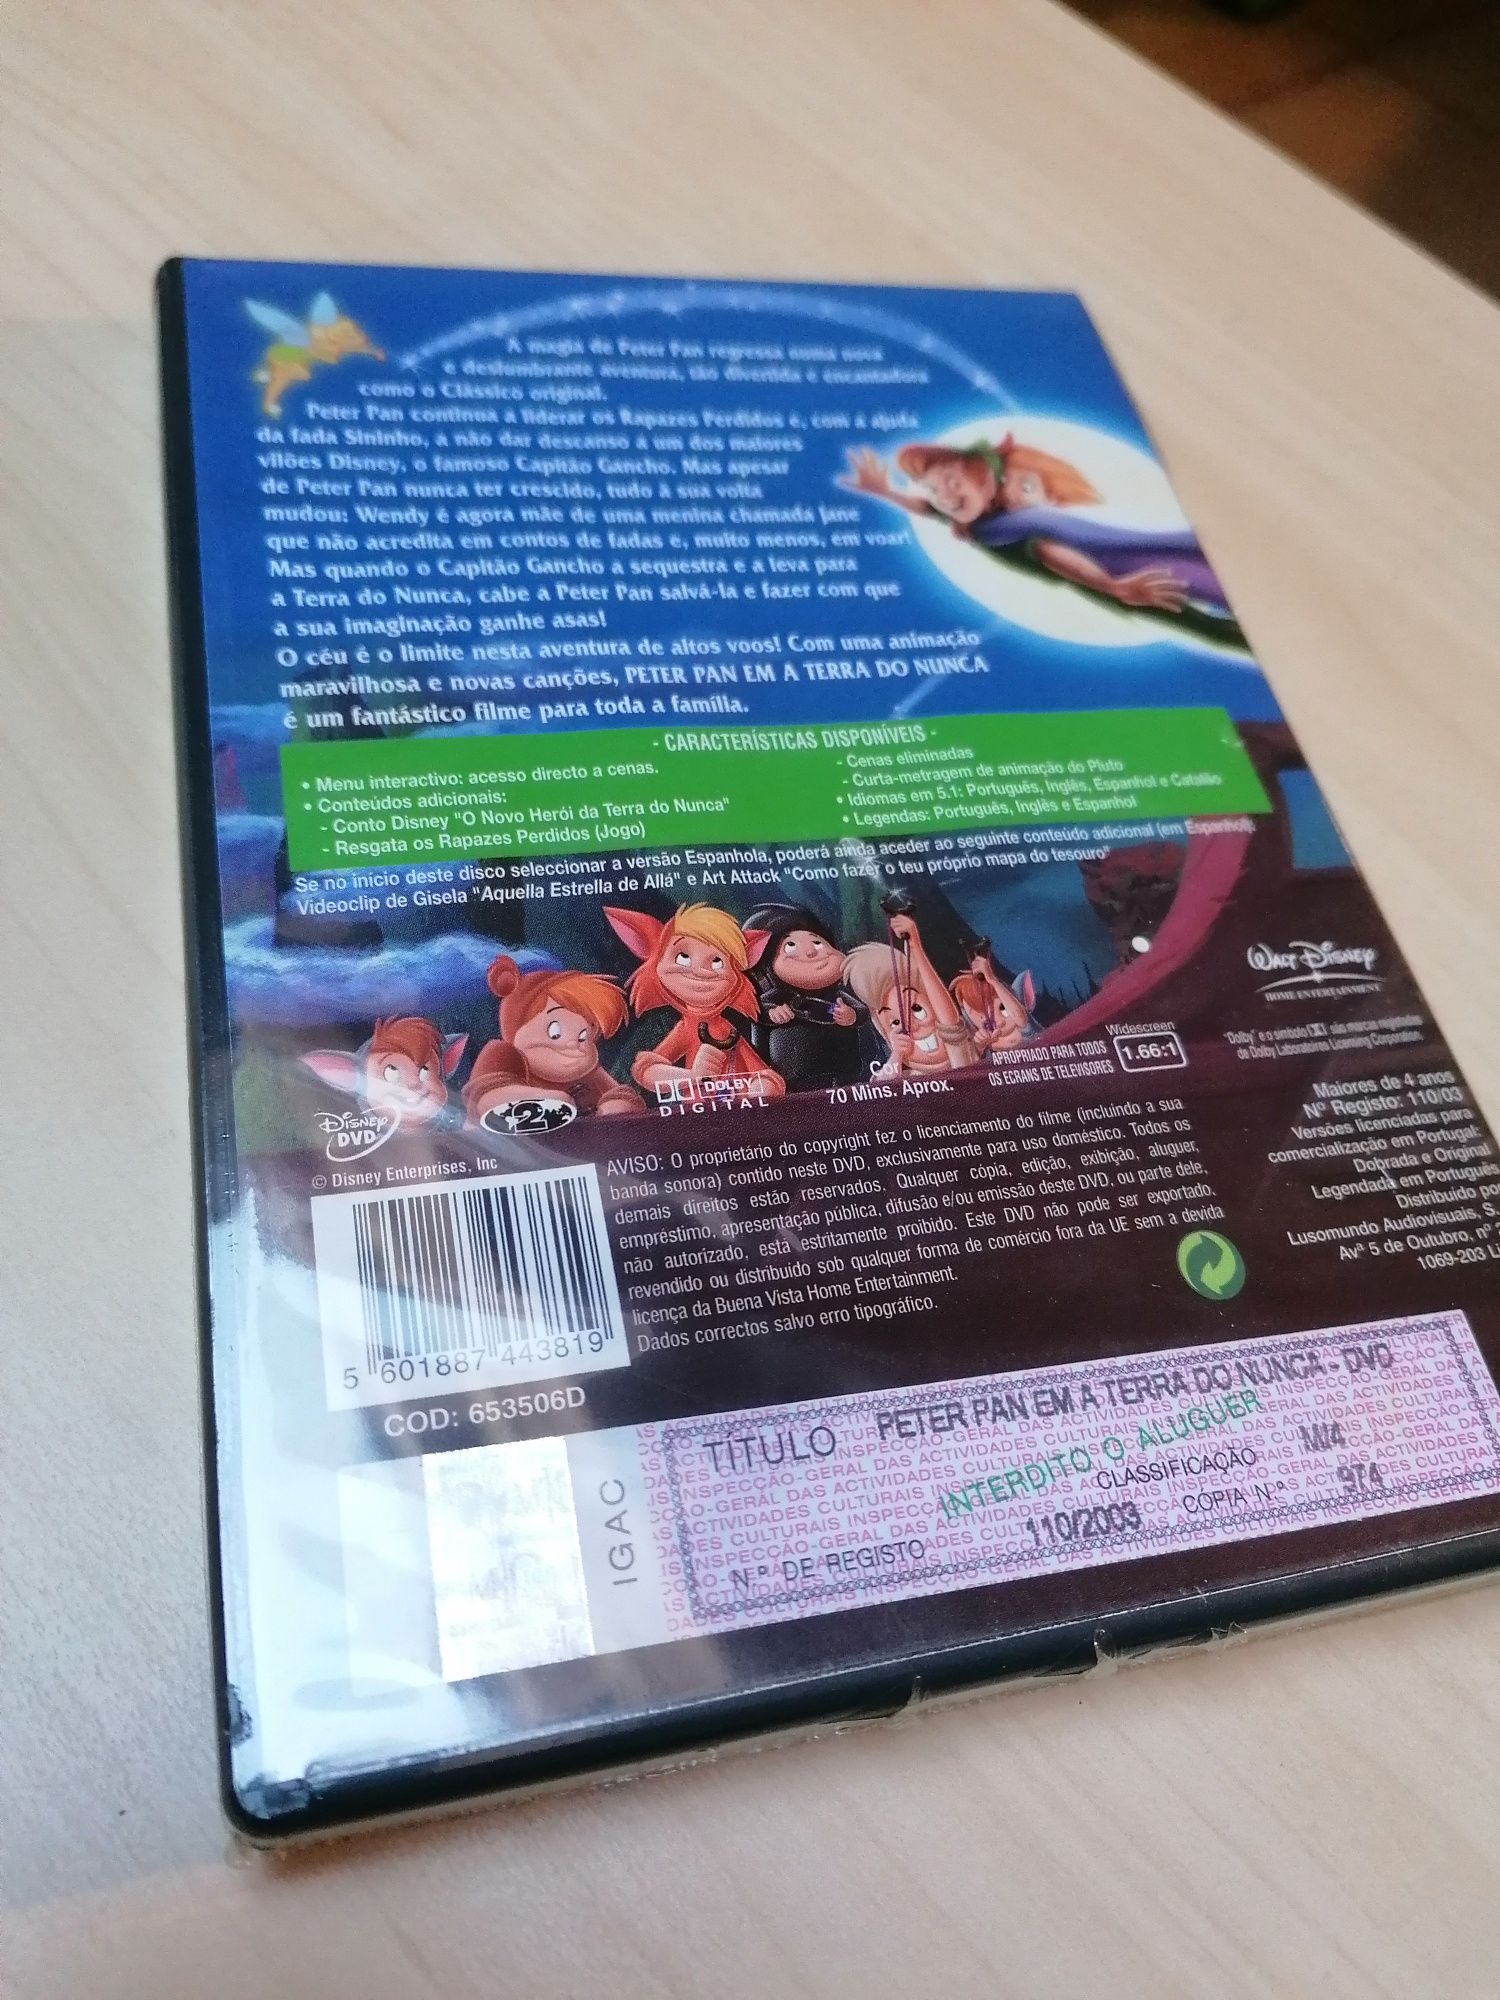 A magia de Peter Pan regressa numa nova
e deslumbrante aventura, tão divertida e encantadora
como o Clássico original.
Peter Pan continua a liderar os Rapazes Perdidos e, com a ajuda
da fada Sininho, a não dar descanso a um dos maiores
vilões Disney, o famoso Capitão Gancho. Mas apesar
de Peter Pan nunca ter crescido, tudo à sua volta
mudou: Wendy é agora mãe de uma menina chamada Jane
que não acredita em contos de fadas e, muito menos, em voar!
Mas quando o Capitão Gancho a sequestra e a leva para
a Terra do Nunca, cabe a Peter Pan salvá-la e fazer com que
a sua imaginação ganhe asas!
O céu é o limite nesta aventura de altos voos! Com uma animação
maravilhosa e novas canções, PETER PAN EM A TERRA DO NUNCA
é um fantástico filme para toda a família.
- CARACTERÍSTICAS DISPONÍVEIS -
• Menu interactivo: acesso directo a cenas.
• Conteúdos adicionais:
- Conto Disney "O Novo Herói da Terra do Nunca"
- Resgata os Rapazes Perdidos (Jogo)
- Cenas eliminadas
- Curta-metragem de animação do Pluto
• Idiomas em 5.1: Português, Inglês, Espanhol e Catalão
• Legendas: Português, Inglês e Espanhol
Se no início deste disco seleccionar a versão Espanhola, poderá ainda aceder ao seguinte conteúdo adicional (em Espanhol):
Videoclip de Gisela "Aquella Estrella de Allá" e Art Attack "Como fazer o teu próprio mapa do tesouro"
WALT DISNEY
HOME ENTERTAINMENT
DISNEY
DVD
2
DOLBY
DIGITAL
Cor
70 Mins. Aprox.
APROPRIADO PARA TODOS
OS ECRANS DE TELEVISORES
Widescreen
1.66:1
"Dolby" e o símbolo são marcas registadas
de Dolby Laboratories Licensing Corporation.
Maiores de 4 anos
Nº Registo: 110/03
Versões licenciadas para
comercialização em Portugal:
Dobrada e Original
Legendada em Português
Distribuído por
Lusomundo Audiovisuais, S.
Avª 5 de Outubro, nº
1069-203 Li
© Disney Enterprises, Inc
AVISO: O proprietário do copyright fez o licenciamento do filme (incluindo a sua
banda sonora) contido neste DVD, exclusivamente para uso doméstico. Todos os
demais direitos estão reservados. Qualquer cópia, edição, exibição, aluguer,
empréstimo, apresentação pública, difusão e/ou emissão deste DVD, ou parte dele,
não autorizado, está estritamente proibido. Este DVD não pode ser exportado,
revendido ou distribuido sob qualquer forma de comércio fora da UE sem a devida
licença da Buena Vista Home Entertainment.
Dados correctos salvo erro tipográfico.
5 601887 443819
COD: 653506D
IGAC
TÍTULO PETER PAN EM A TERRA DO NUNCA - DVD
INTERDITO O ALUGUER
CLASSIFICAÇÃO M/4
N.º DE REGISTO 110/2003 CÓPIA N.º 974